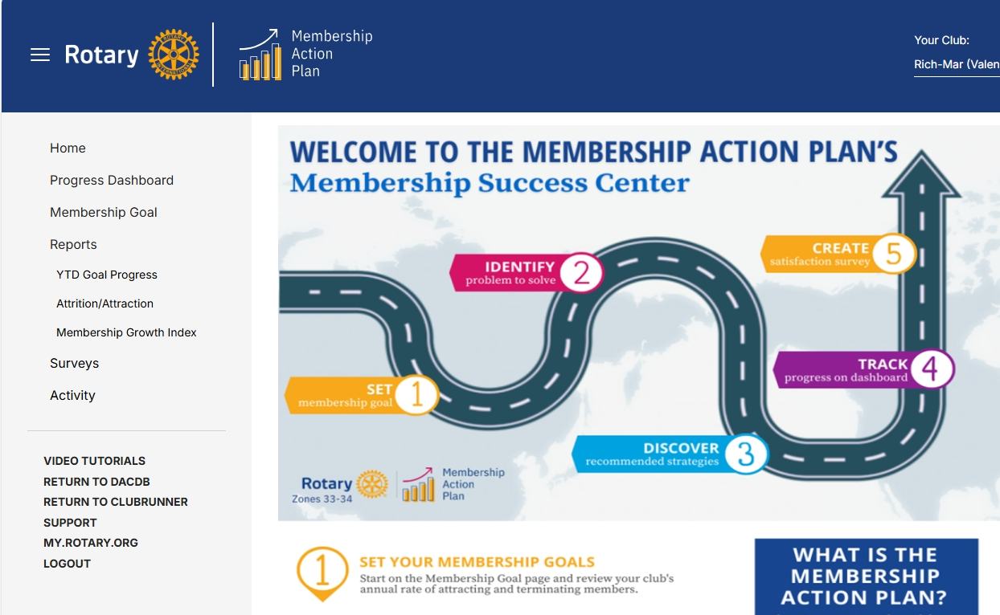 Rotary
ROTARY
INTERNATIONAL
Membership
Action
Plan
Your Club:
Rich-Mar (Valen
Home
Progress Dashboard
Membership Goal
Reports
YTD Goal Progress
Attrition/Attraction
Membership Growth Index
Surveys
Activity
VIDEO TUTORIALS
RETURN TO DACDB
RETURN TO CLUBRUNNER
SUPPORT
MY.ROTARY.ORG
LOGOUT
WELCOME TO THE MEMBERSHIP ACTION PLAN'S
Membership Success Center
SET
membership goal
1
IDENTIFY
problem to solve
2
DISCOVER
recommended strategies
3
TRACK
progress on dashboard
4
CREATE
satisfaction survey
5
Rotary
Zones 33-34
Membership
Action
Plan
1
SET YOUR MEMBERSHIP GOALS
Start on the Membership Goal page and review your club's
annual rate of attracting and terminating members.
WHAT IS THE
MEMBERSHIP
ACTION PLAN?